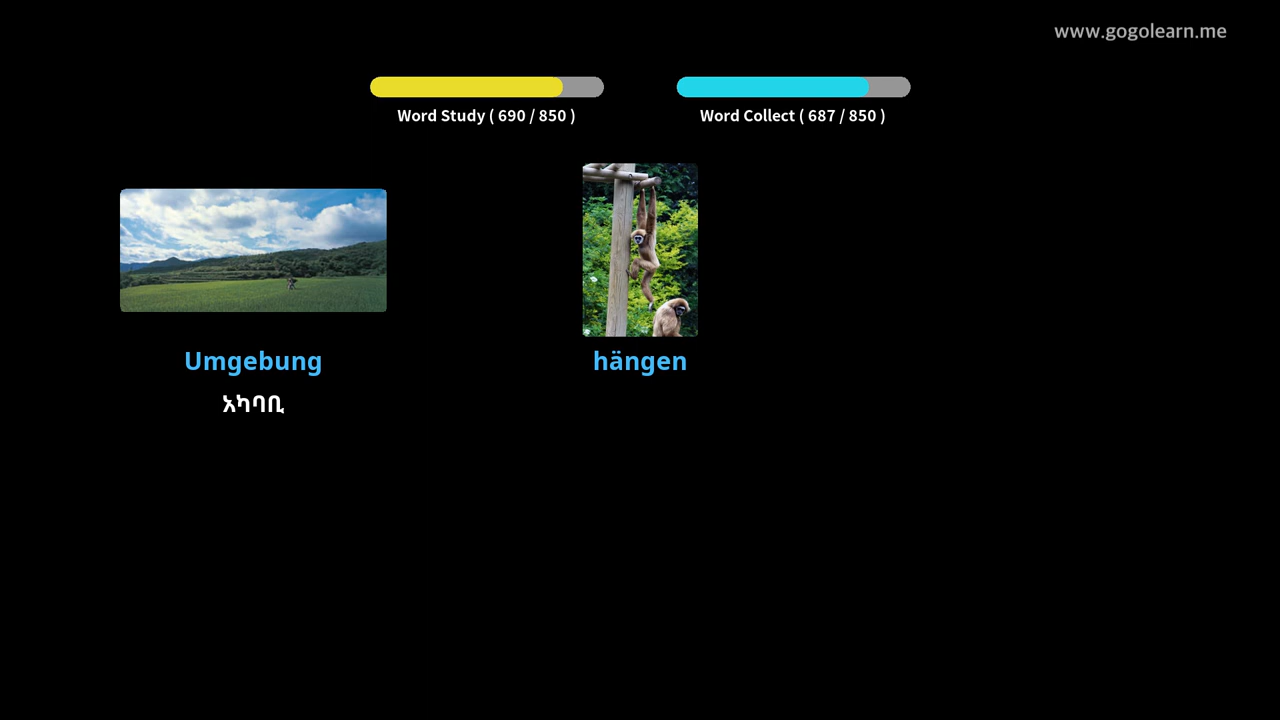 www.gogolearn.me
Word Study ( 690 / 850 )
Word Collect ( 687 / 850 )
Umgebung
አካባቢ
hängen